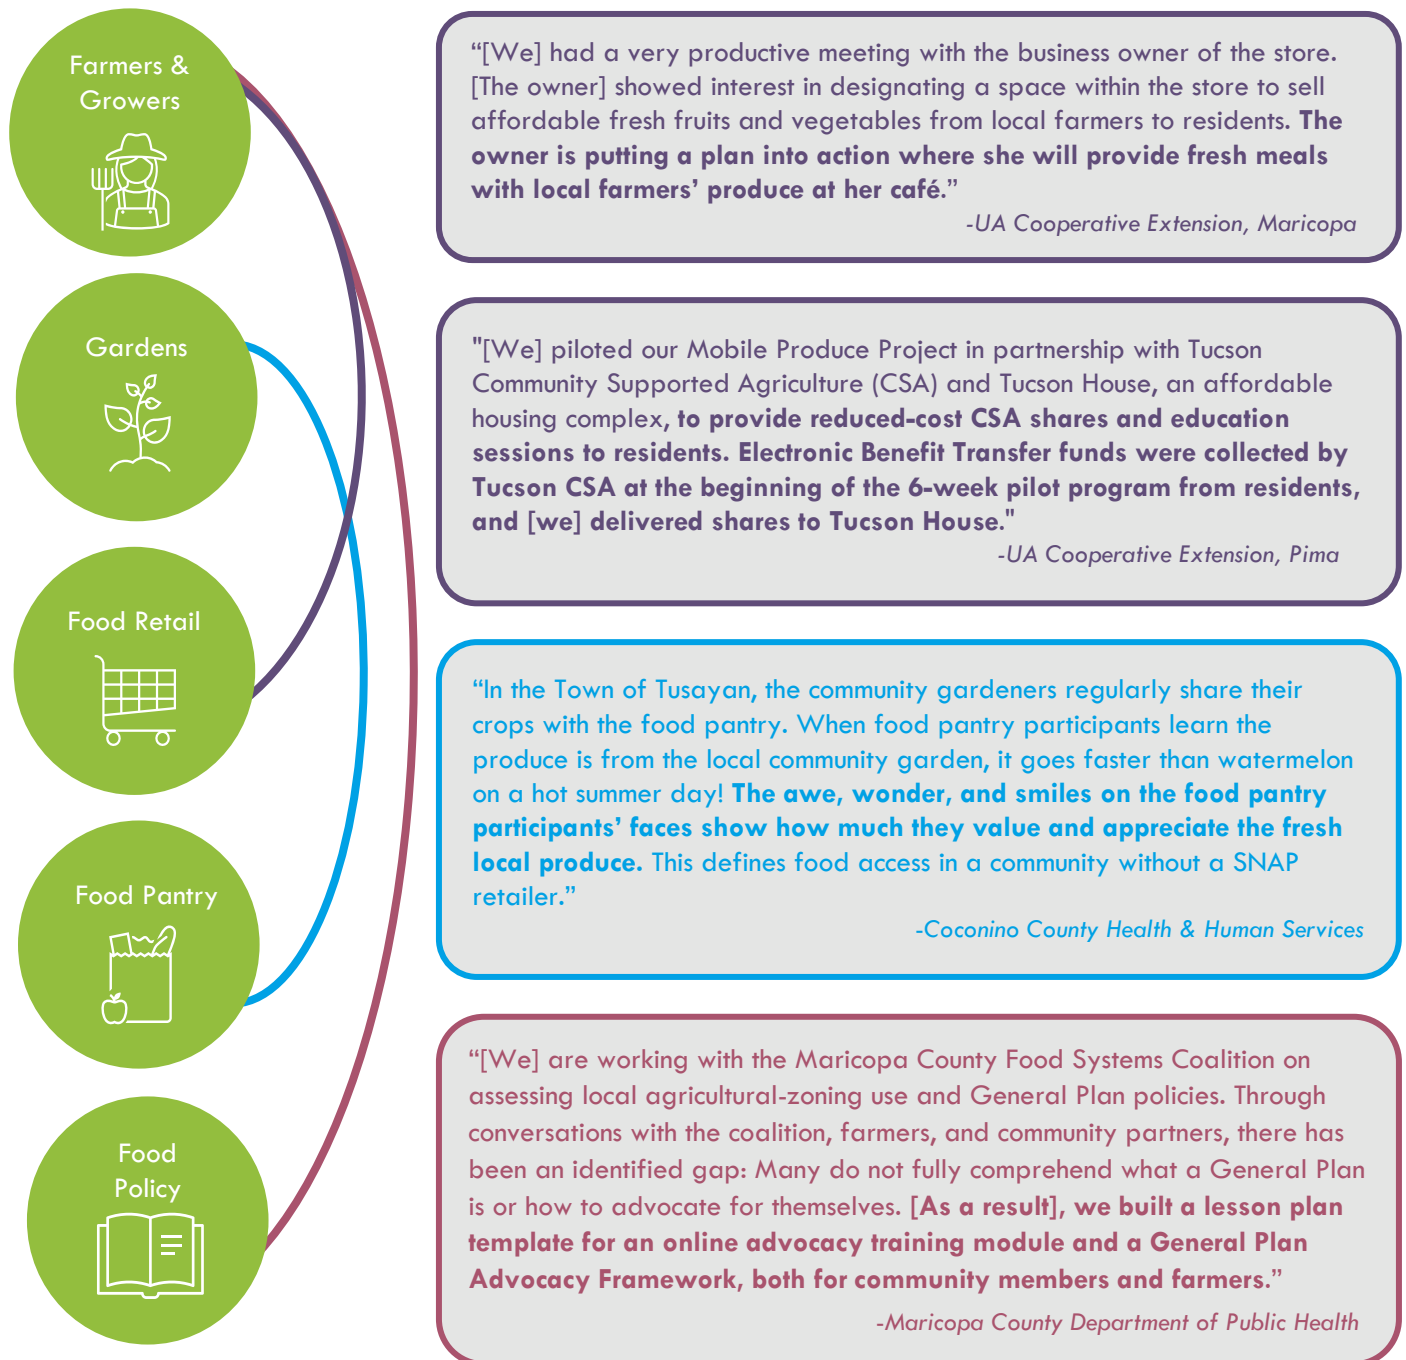 Farmers &
Growers
Gardens
Food Retail
Food Pantry
Food
Policy
“[We] had a very productive meeting with the business owner of the store.
[The owner] showed interest in designating a space within the store to sell
affordable fresh fruits and vegetables from local farmers to residents. The
owner is putting a plan into action where she will provide fresh meals
with local farmers’ produce at her café.”
-UA Cooperative Extension, Maricopa
"[We] piloted our Mobile Produce Project in partnership with Tucson
Community Supported Agriculture (CSA) and Tucson House, an affordable
housing complex, to provide reduced-cost CSA shares and education
sessions to residents. Electronic Benefit Transfer funds were collected by
Tucson CSA at the beginning of the 6-week pilot program from residents,
and [we] delivered shares to Tucson House."
-UA Cooperative Extension, Pima
“In the Town of Tusayan, the community gardeners regularly share their
crops with the food pantry. When food pantry participants learn the
produce is from the local community garden, it goes faster than watermelon
on a hot summer day! The awe, wonder, and smiles on the food pantry
participants’ faces show how much they value and appreciate the fresh
local produce. This defines food access in a community without a SNAP
retailer.”
-Coconino County Health & Human Services
“[We] are working with the Maricopa County Food Systems Coalition on
assessing local agricultural-zoning use and General Plan policies. Through
conversations with the coalition, farmers, and community partners, there has
been an identified gap: Many do not fully comprehend what a General Plan
is or how to advocate for themselves. [As a result], we built a lesson plan
template for an online advocacy training module and a General Plan
Advocacy Framework, both for community members and farmers.”
-Maricopa County Department of Public Health